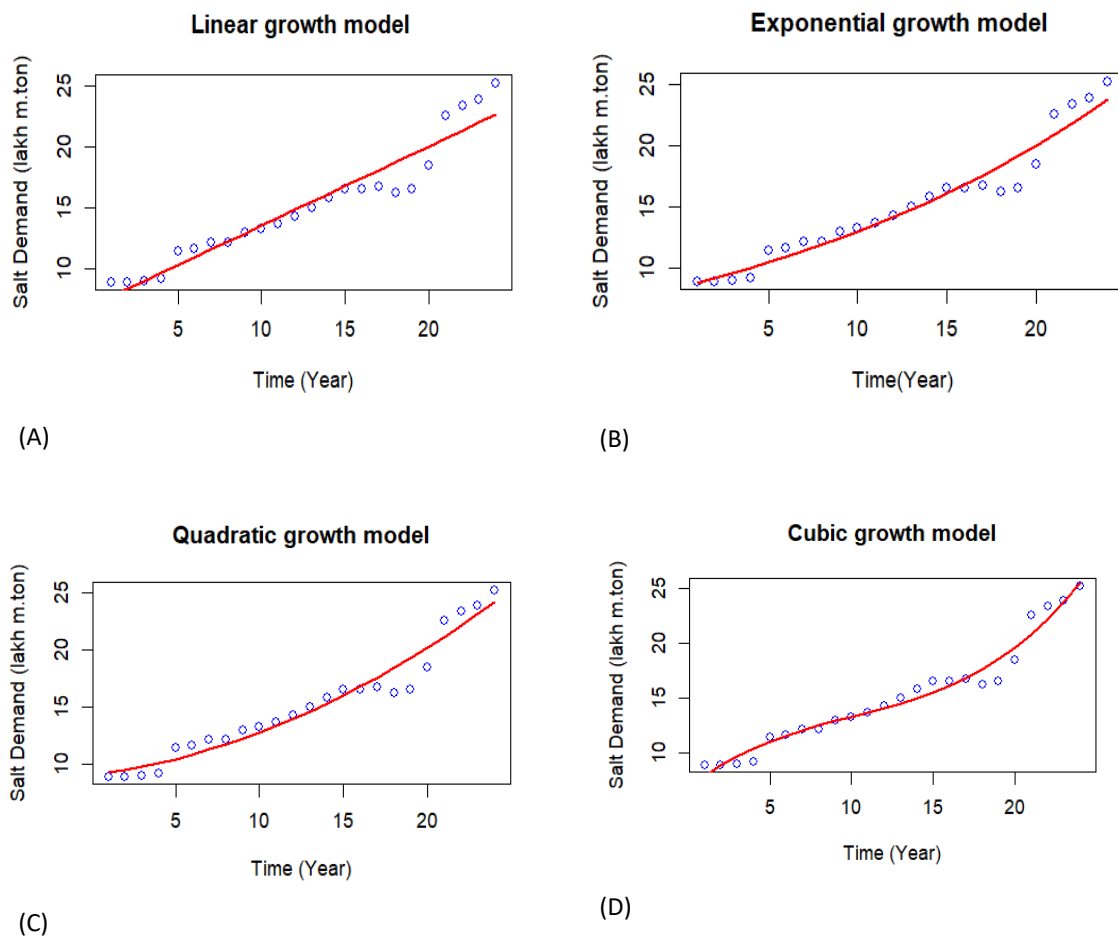 Linear growth model
Salt Demand (lakh m.ton)
25
20
15
10
5
10
15
20
Time (Year)
(A)
Exponential growth model
Salt Demand (lakh m.ton)
25
20
15
10
5
10
15
20
Time(Year)
(B)
Quadratic growth model
Salt Demand (lakh m.ton)
25
20
15
10
5
10
15
20
Time (Year)
(C)
Cubic growth model
Salt Demand (lakh m.ton)
25
20
15
10
5
10
15
20
Time (Year)
(D)